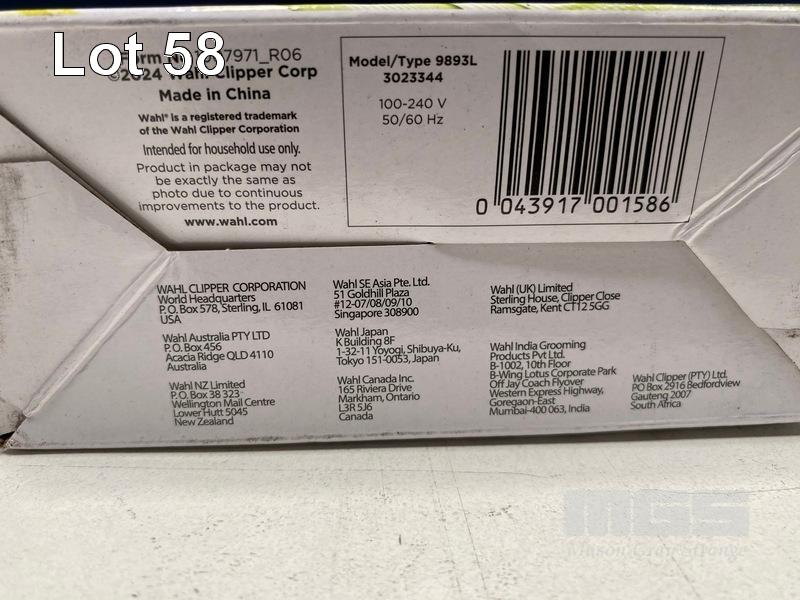 Lot 58
7971_R06
©2024 Wahl Clipper Corp
Made in China
Wahl® is a registered trademark
of the Wahl Clipper Corporation
Intended for household use only.
Product in package may not
be exactly the same as
photo due to continuous
improvements to the product.
www.wahl.com
Model/Type 9893L
3023344
100-240 V
50/60 Hz
0 043917 001586
WAHL CLIPPER CORPORATION
World Headquarters
P.O. Box 578, Sterling, IL 61081
USA
Wahl Australia PTY LTD
P.O. Box 456
Acacia Ridge QLD 4110
Australia
Wahl NZ Limited
P.O. Box 38 323
Wellington Mail Centre
Lower Hutt 5045
New Zealand
Wahl SE Asia Pte. Ltd.
51 Goldhill Plaza
#12-07/08/09/10
Singapore 308900
Wahl Japan
K Building 8F
1-32-11 Yoyogi, Shibuya-Ku,
Tokyo 151-0053, Japan
Wahl Canada Inc.
165 Riviera Drive
Markham, Ontario
L3R 5J6
Canada
Wahl (UK) Limited
Sterling House, Clipper Close
Ramsgate, Kent CT12 5GG
Wahl India Grooming
Products Pvt Ltd.
B-1002, 10th Floor
B-Wing Lotus Corporate Park
Off Jay Coach Flyover
Western Express Highway,
Goregaon-East
Mumbai-400 063, India
Wahl Clipper (PTY) Ltd.
PO Box 2916 Bedfordview
Gauteng 2007
South Africa
MGS
Mason Gray Strange